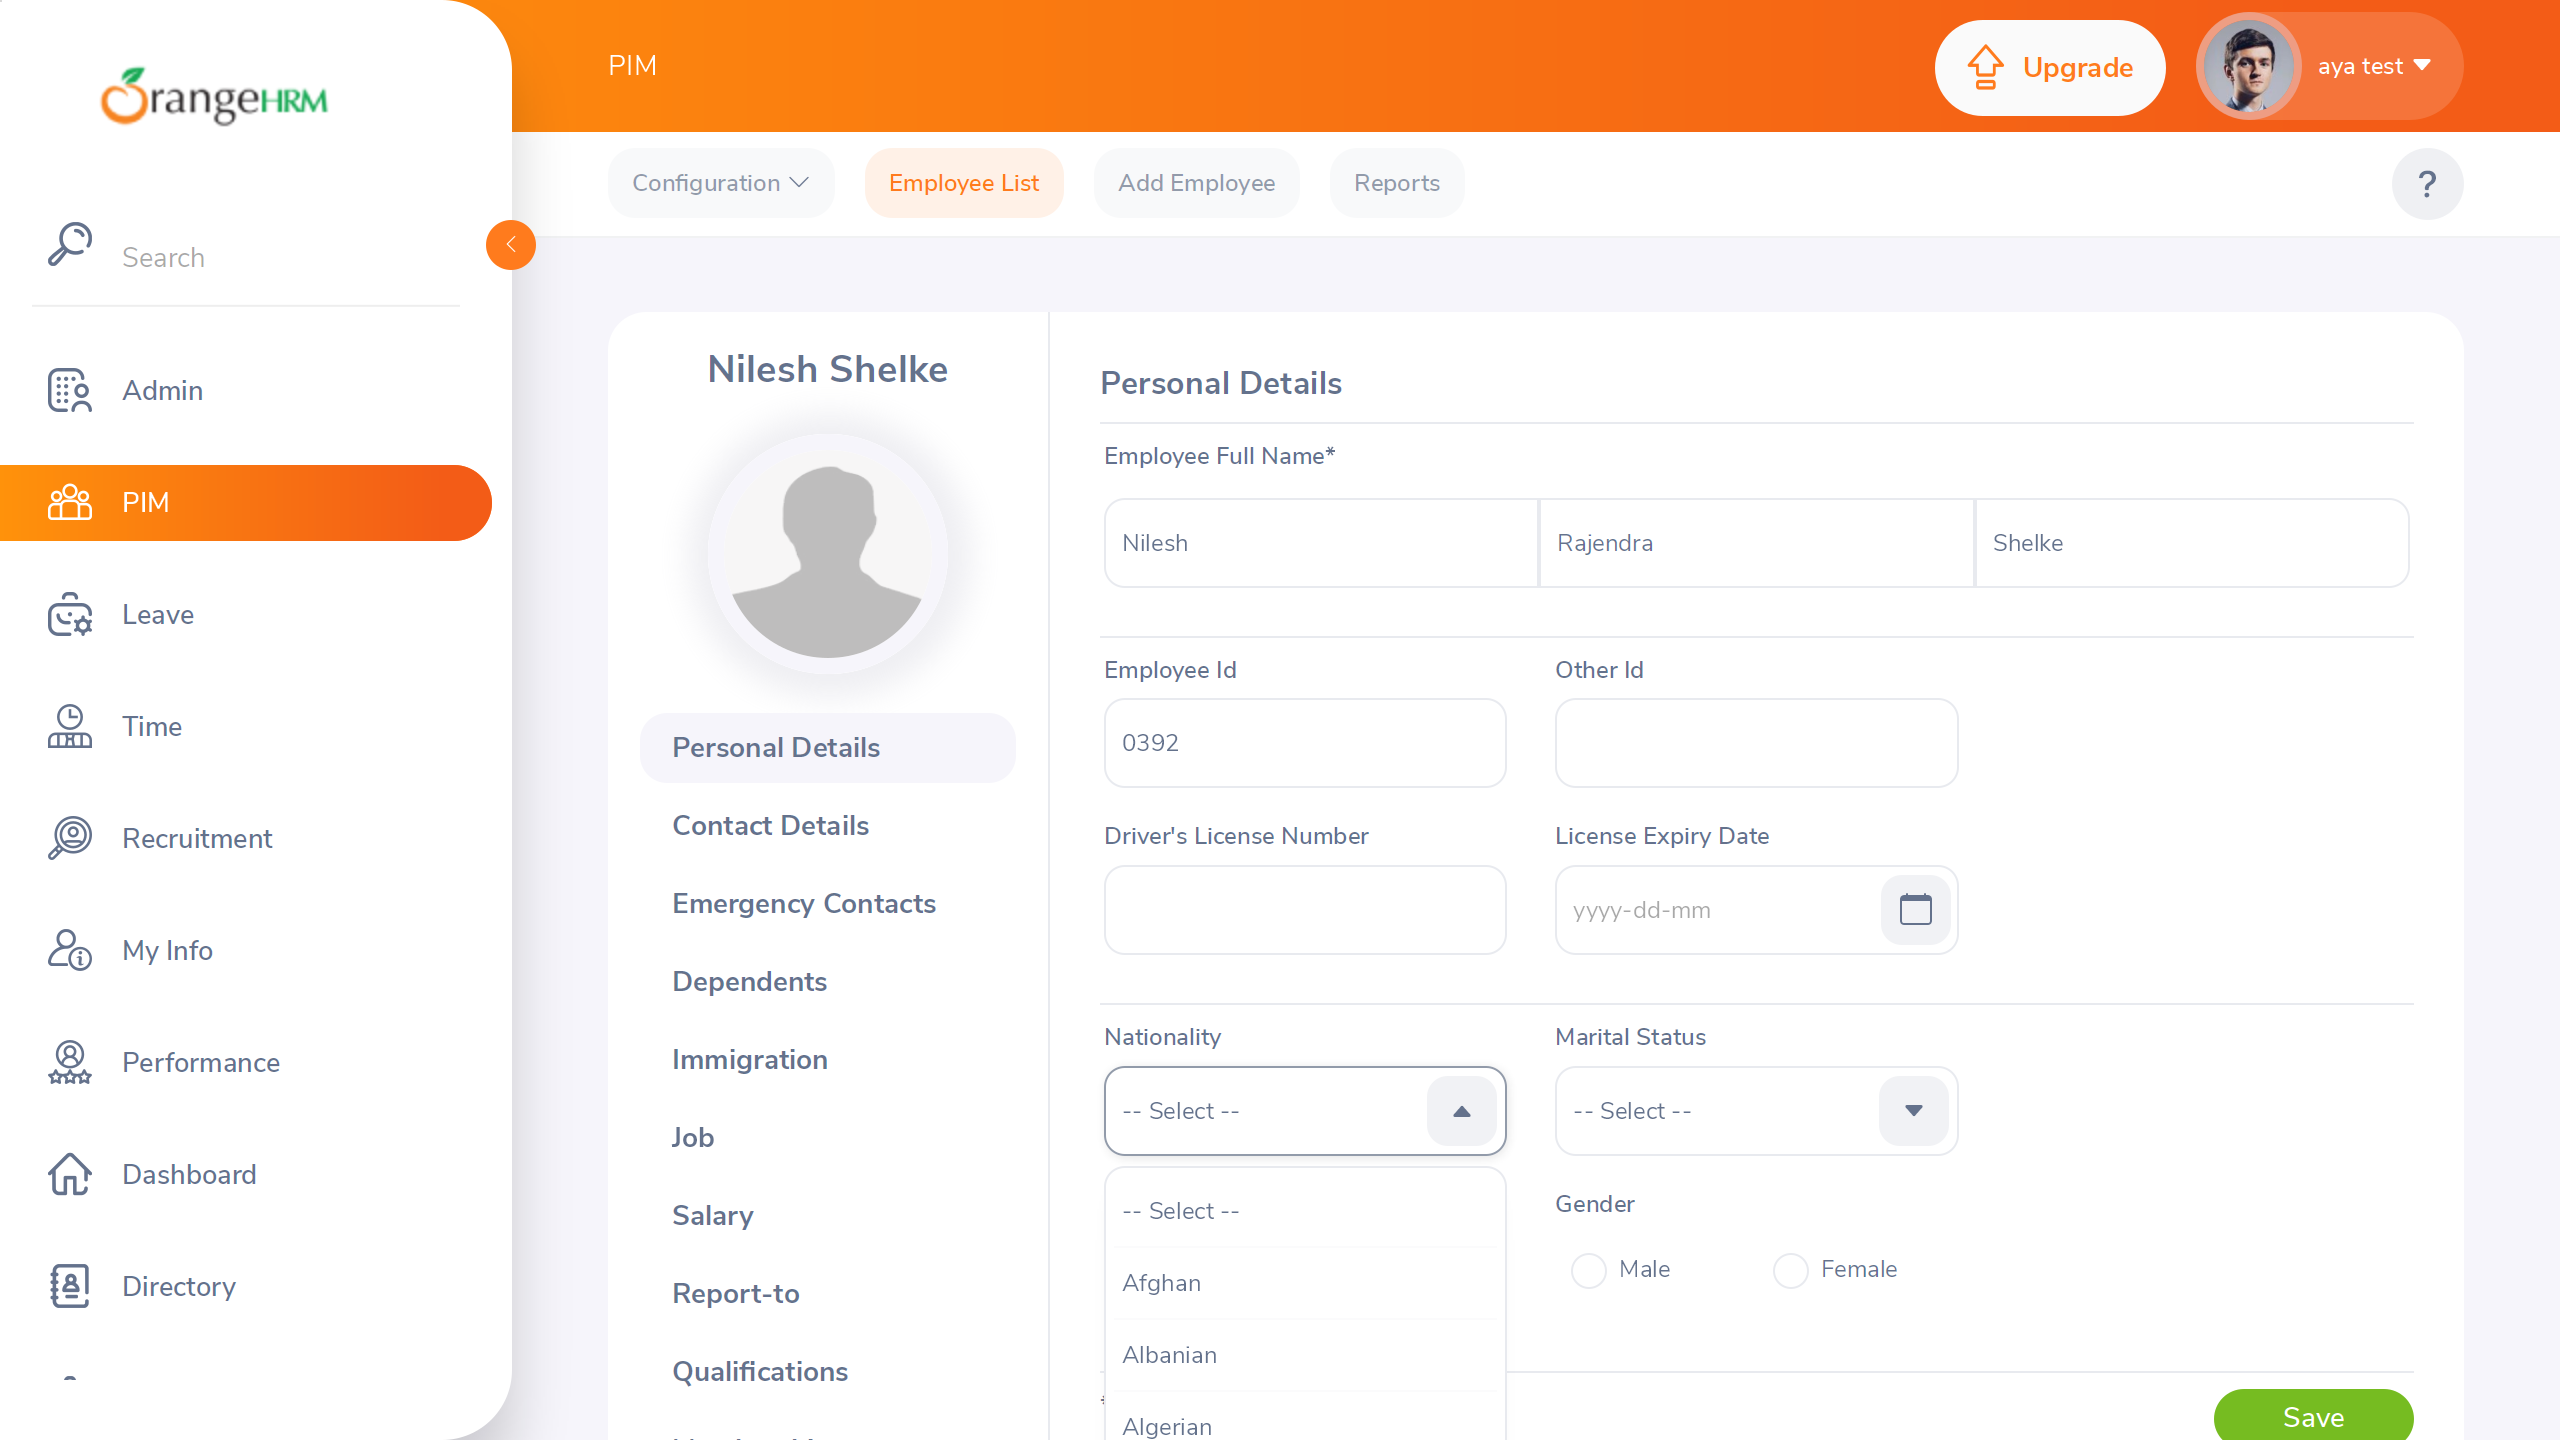 OrangeHRM
Search
Admin
PIM
Leave
Time
Recruitment
My Info
Performance
Dashboard
Directory
PIM
Upgrade
aya test
Configuration
Employee List
Add Employee
Reports
?
Nilesh Shelke
Personal Details
Contact Details
Emergency Contacts
Dependents
Immigration
Job
Salary
Report-to
Qualifications
Personal Details
Employee Full Name*
Nilesh
Rajendra
Shelke
Employee Id
Other Id
0392
Driver's License Number
License Expiry Date
yyyy-dd-mm
Nationality
Marital Status
-- Select --
-- Select --
-- Select --
Afghan
Albanian
Algerian
Gender
Male
Female
Save